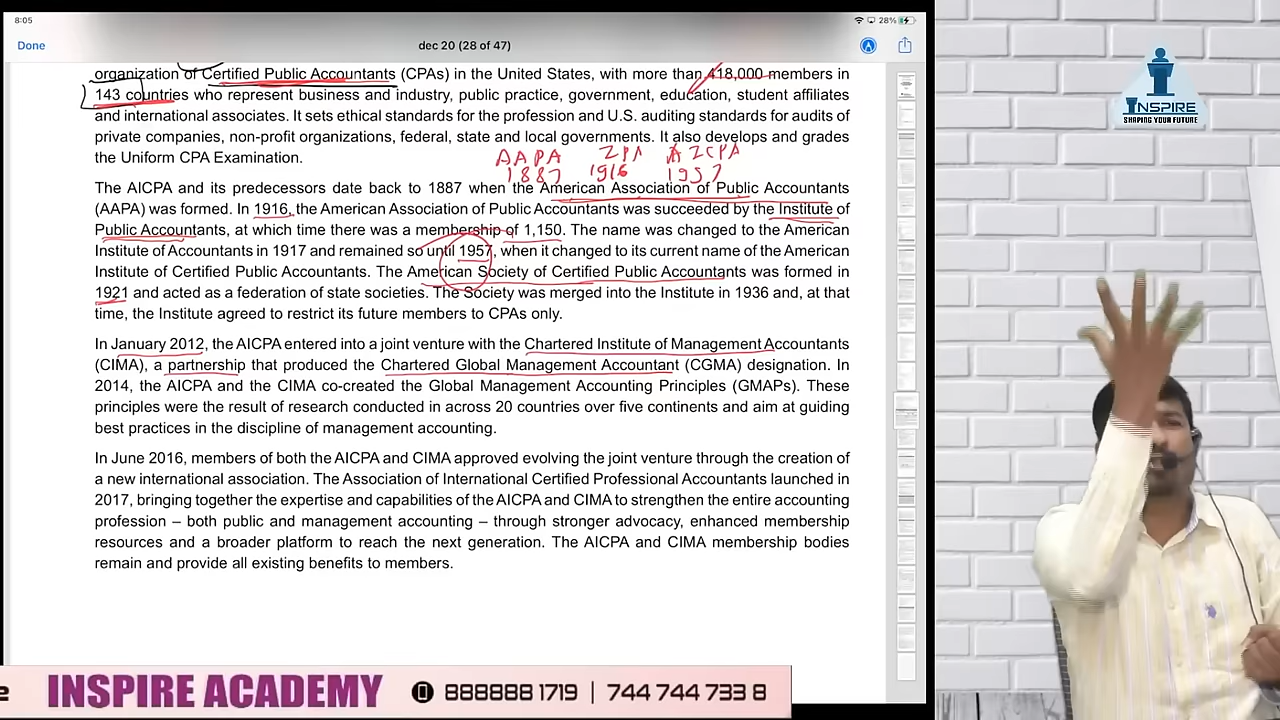 8:05
28%
Done
dec 20 (28 of 47)
organization of Certified Public Accountants (CPAs) in the United States, with more than 418,000 members in
143 countries who represent business and industry, public practice, government, education, student affiliates
and international associates. It sets ethical standards for the profession and U.S. auditing standards for audits of
private companies, non-profit organizations, federal, state and local governments. It also develops and grades
the Uniform CPA Examination.
AAPA
1887
IPA
1916
AICPA
1957
The AICPA and its predecessors date back to 1887 when the American Association of Public Accountants
(AAPA) was formed. In 1916, the American Association of Public Accountants was succeeded by the Institute of
Public Accountants, at which time there was a membership of 1,150. The name was changed to the American
Institute of Accountants in 1917 and remained so until 1957, when it changed to its current name of the American
Institute of Certified Public Accountants. The American Society of Certified Public Accountants was formed in
1921 and acted as a federation of state societies. The Society was merged into the Institute in 1936 and, at that
time, the Institute agreed to restrict its future members to CPAs only.
In January 2012, the AICPA entered into a joint venture with the Chartered Institute of Management Accountants
(CIMA), a partnership that produced the Chartered Global Management Accountant (CGMA) designation. In
2014, the AICPA and the CIMA co-created the Global Management Accounting Principles (GMAPs). These
principles were the result of research conducted in across 20 countries over five continents and aim at guiding
best practices in the discipline of management accounting.
In June 2016, members of both the AICPA and CIMA approved evolving the joint venture through the creation of
a new international association. The Association of International Certified Professional Accountants launched in
2017, bringing together the expertise and capabilities of the AICPA and CIMA to strengthen the entire accounting
profession – both public and management accounting – through stronger advocacy, enhanced membership
resources and a broader platform to reach the next generation. The AICPA and CIMA membership bodies
remain and provide all existing benefits to members.
INSPIRE
SHAPING YOUR FUTURE
e INSPIRE ACADEMY 888888 1719 | 744 744 733 8